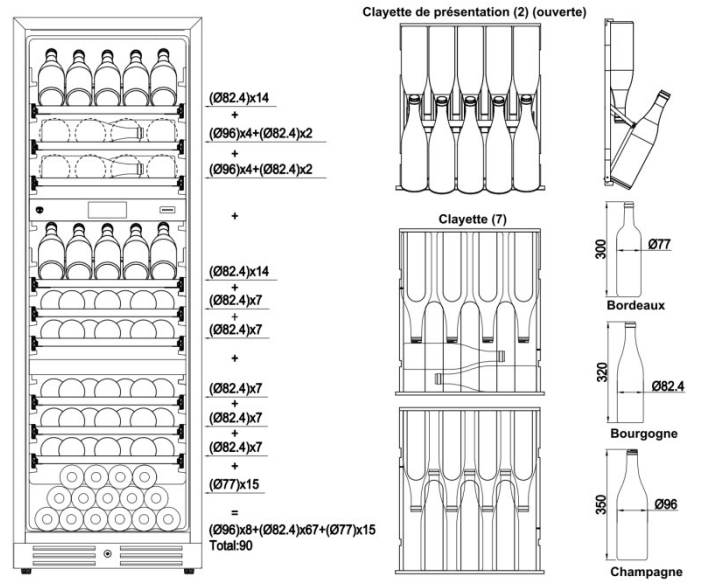 Clayette de présentation (2) (ouverte)
(Ø82.4)x14
+
(Ø96)x4+(Ø82.4)x2
+
(Ø96)x4+(Ø82.4)x2
+
(Ø82.4)x14
+
(Ø82.4)x7
+
(Ø82.4)x7
+
(Ø82.4)x7
+
(Ø82.4)x7
+
(Ø82.4)x7
+
(Ø77)x15
=
(Ø96)x8+(Ø82.4)x67+(Ø77)x15
Total:90
Clayette (7)
300
Ø77
Bordeaux
320
Ø82.4
Bourgogne
350
Ø96
Champagne